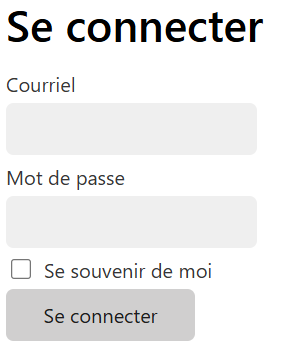 Se connecter
Courriel
Mot de passe
Se souvenir de moi
Se connecter